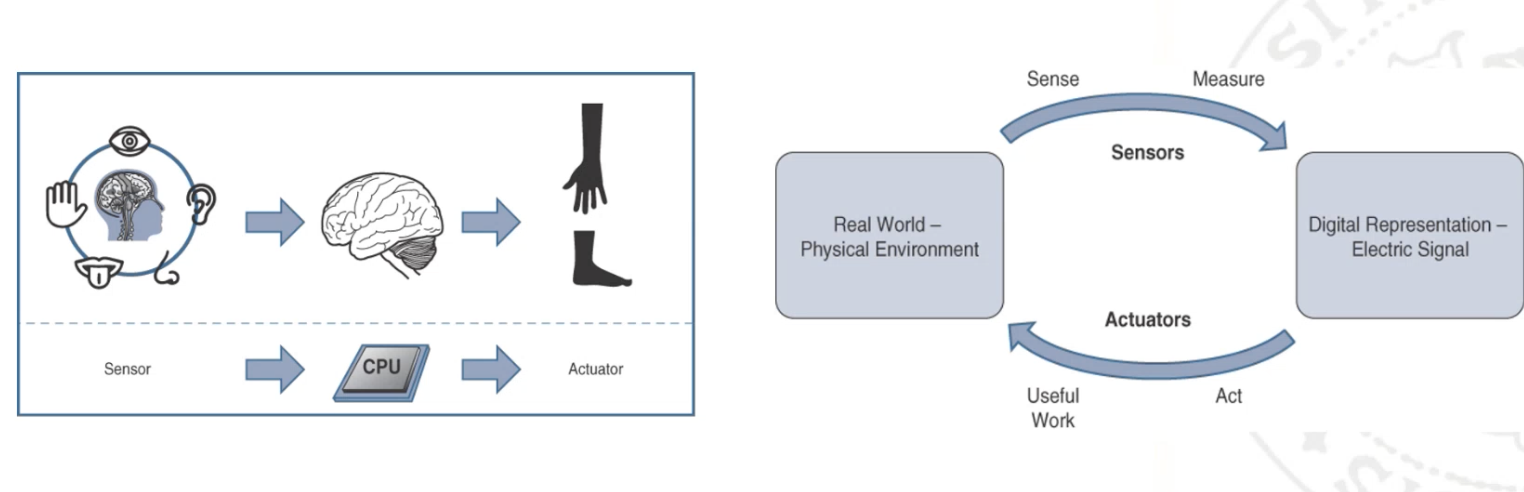 Sensor
CPU
Actuator
Sense
Measure
Sensors
Real World –
Physical Environment
Digital Representation –
Electric Signal
Actuators
Useful
Work
Act